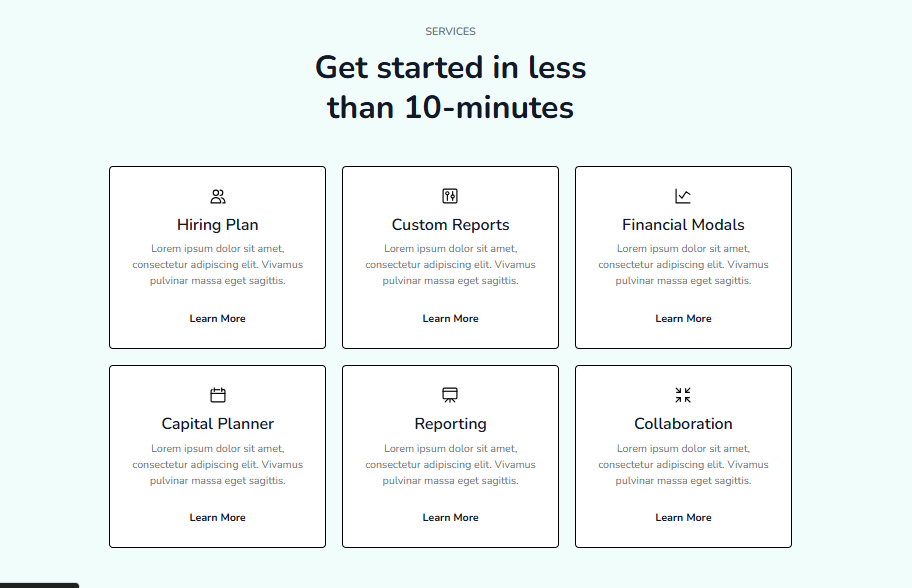 SERVICES
Get started in less
than 10-minutes
Hiring Plan
Lorem ipsum dolor sit amet,
consectetur adipiscing elit. Vivamus
pulvinar massa eget sagittis.
Learn More
Custom Reports
Lorem ipsum dolor sit amet,
consectetur adipiscing elit. Vivamus
pulvinar massa eget sagittis.
Learn More
Financial Modals
Lorem ipsum dolor sit amet,
consectetur adipiscing elit. Vivamus
pulvinar massa eget sagittis.
Learn More
Capital Planner
Lorem ipsum dolor sit amet,
consectetur adipiscing elit. Vivamus
pulvinar massa eget sagittis.
Learn More
Reporting
Lorem ipsum dolor sit amet,
consectetur adipiscing elit. Vivamus
pulvinar massa eget sagittis.
Learn More
Collaboration
Lorem ipsum dolor sit amet,
consectetur adipiscing elit. Vivamus
pulvinar massa eget sagittis.
Learn More